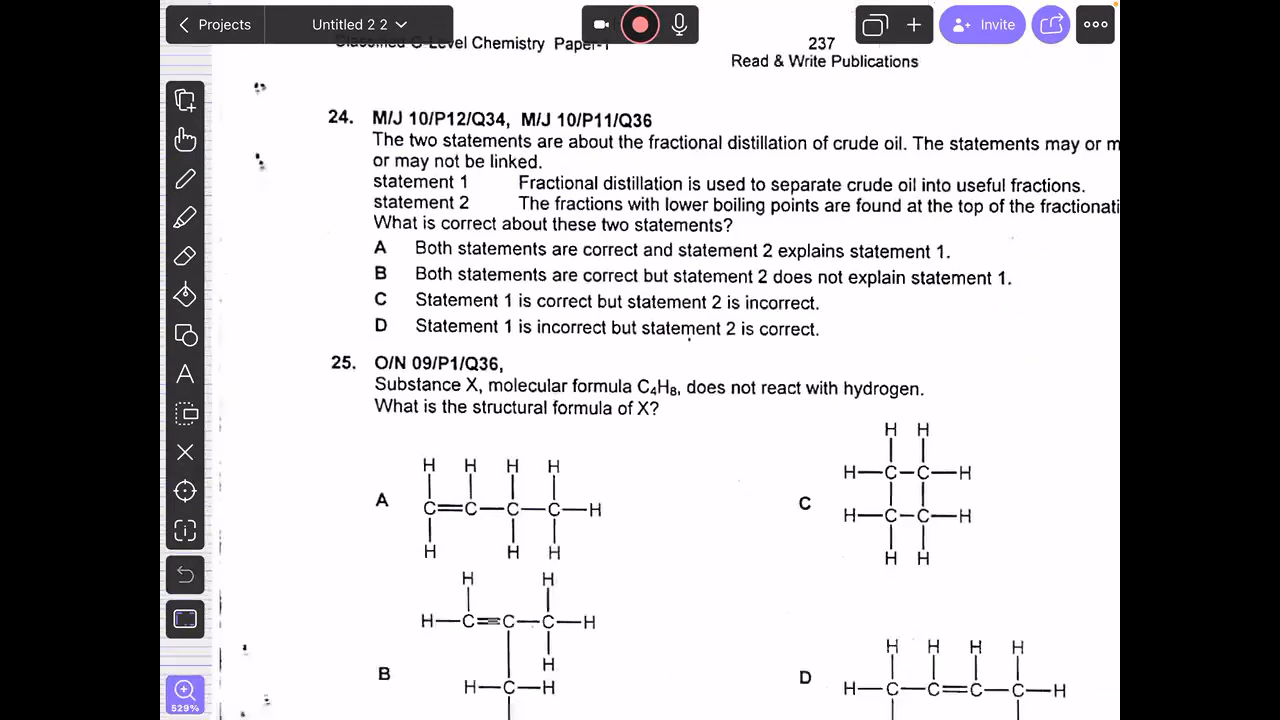 Projects
Untitled 2 2
Invite
Classified O-Level Chemistry Paper-1
237
Read & Write Publications
24. M/J 10/P12/Q34, M/J 10/P11/Q36
The two statements are about the fractional distillation of crude oil. The statements may or m
or may not be linked.
statement 1 Fractional distillation is used to separate crude oil into useful fractions.
statement 2 The fractions with lower boiling points are found at the top of the fractionati
What is correct about these two statements?
A Both statements are correct and statement 2 explains statement 1.
B Both statements are correct but statement 2 does not explain statement 1.
C Statement 1 is correct but statement 2 is incorrect.
D Statement 1 is incorrect but statement 2 is correct.
25. O/N 09/P1/Q36,
Substance X, molecular formula C₄H₈, does not react with hydrogen.
What is the structural formula of X?
A
H H H H
C=C-C-C-H
H H H
C
H H
H-C-C-H
H-C-C-H
H H
B
H H
H-C=C-C-H
H
H-C-H
D
H H H H
H-C-C=C-C-H
A
529%